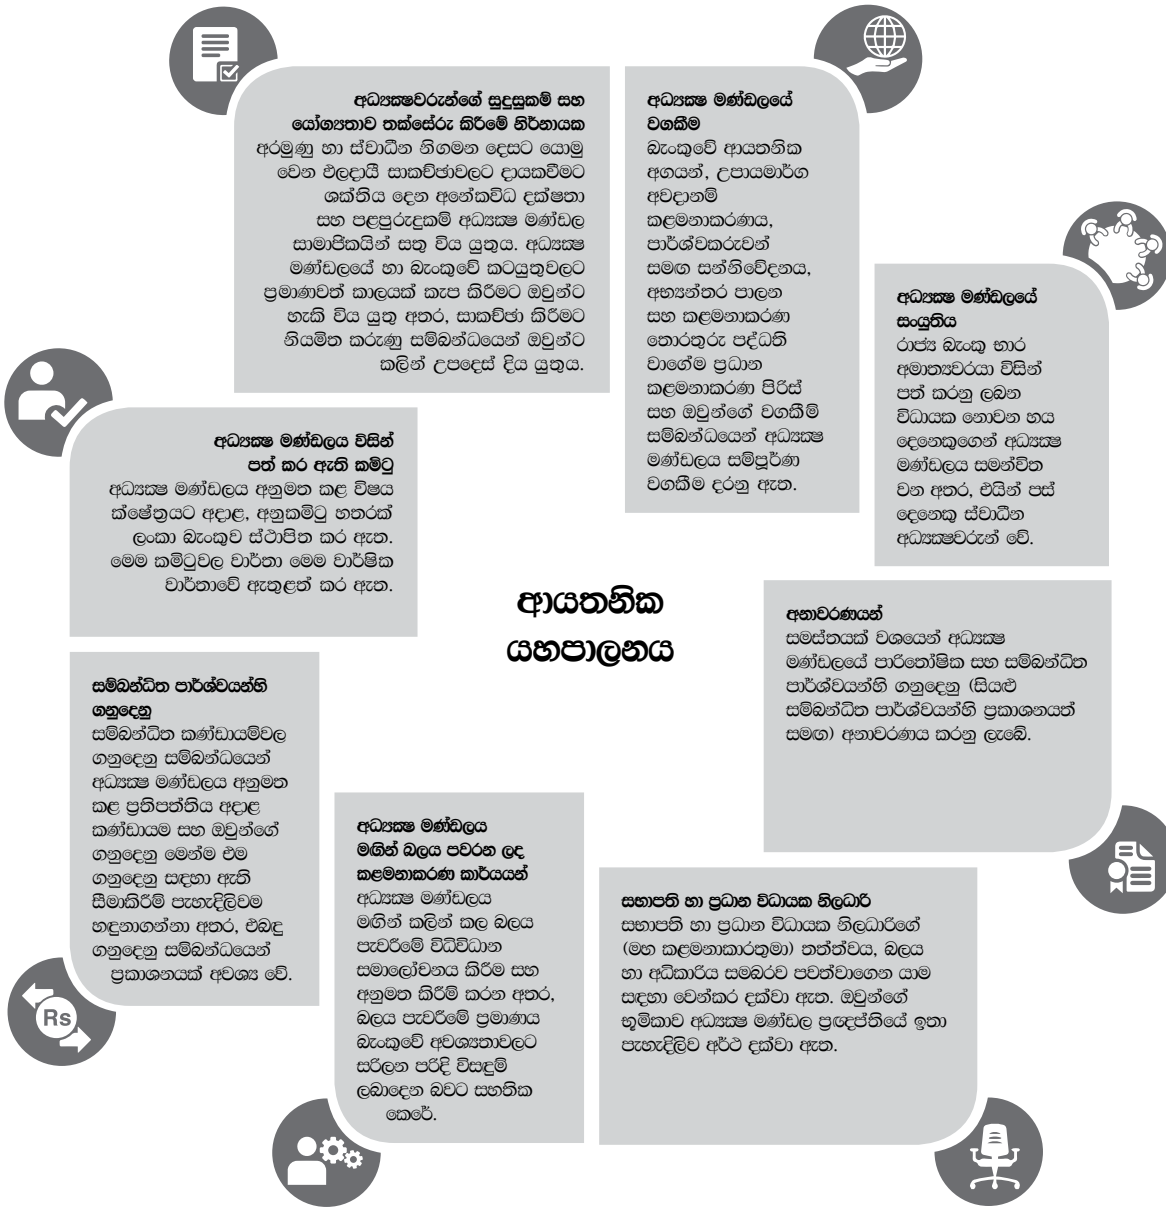 අධ්‍යක්‍ෂවරුන්ගේ සුදුසුකම් සහ
යෝග්‍යතාව තක්සේරු කිරීමේ නිර්නායක
අරමුණු හා ස්වාධීන නිගමන දෙසට යොමු
වෙන ඵලදායී සාකච්ඡාවලට දායකවීමට
ශක්තිය දෙන අනේකවිධ දක්ෂතා
සහ පළපුරුදුකම් අධ්‍යක්‍ෂ මණ්ඩල
සාමාජිකයින් සතු විය යුතුය. අධ්‍යක්‍ෂ
මණ්ඩලයේ හා බැංකුවේ කටයුතුවලට
ප්‍රමාණවත් කාලයක් කැප කිරීමට ඔවුන්ට
හැකි විය යුතු අතර, සාකච්ඡා කිරීමට
නියමිත කරුණු සම්බන්ධයෙන් ඔවුන්ට
කලින් උපදෙස් දිය යුතුය.
අධ්‍යක්‍ෂ මණ්ඩලයේ
වගකීම
බැංකුවේ ආයතනික
අගයන්, උපායමාර්ග
අවදානම්
කළමනාකරණය,
පාර්ශ්වකරුවන්
සමඟ සන්නිවේදනය,
අභ්‍යන්තර පාලන
සහ කළමනාකරණ
තොරතුරු පද්ධති
වාගේම ප්‍රධාන
කළමනාකරණ පිරිස්
සහ ඔවුන්ගේ වගකීම්
සම්බන්ධයෙන් අධ්‍යක්‍ෂ
මණ්ඩලය සම්පූර්ණ
වගකීම දරනු ඇත.
අධ්‍යක්‍ෂ මණ්ඩලයේ
සංයුතිය
රාජ්‍ය බැංකු භාර
අමාත්‍යවරයා විසින්
පත් කරනු ලබන
විධායක නොවන හය
දෙනෙකුගෙන් අධ්‍යක්‍ෂ
මණ්ඩලය සමන්විත
වන අතර, එයින් පස්
දෙනෙකු ස්වාධීන
අධ්‍යක්‍ෂවරුන් වේ.
අධ්‍යක්‍ෂ මණ්ඩලය විසින්
පත් කර ඇති කමිටු
අධ්‍යක්‍ෂ මණ්ඩලය අනුමත කළ විෂය
ක්ෂේත්‍රයට අදාළ, අනුකමිටු හතරක්
ලංකා බැංකුව ස්ථාපිත කර ඇත.
මෙම කමිටුවල වාර්තා මෙම වාර්ෂික
වාර්තාවේ ඇතුළත් කර ඇත.
ආයතනික
යහපාලනය
අනාවරණයන්
සමස්තයක් වශයෙන් අධ්‍යක්‍ෂ
මණ්ඩලයේ පාරිතෝෂික සහ සම්බන්ධිත
පාර්ශ්වයන්හි ගනුදෙනු (සියළු
සම්බන්ධිත පාර්ශ්වයන්හි ප්‍රකාශනයත්
සමඟ) අනාවරණය කරනු ලැබේ.
සම්බන්ධිත පාර්ශ්වයන්හි
ගනුදෙනු
සම්බන්ධිත කණ්ඩායම්වල
ගනුදෙනු සම්බන්ධයෙන්
අධ්‍යක්‍ෂ මණ්ඩලය අනුමත
කළ ප්‍රතිපත්තිය අදාළ
කණ්ඩායම සහ ඔවුන්ගේ
ගනුදෙනු මෙන්ම එම
ගනුදෙනු සඳහා ඇති
සීමාකිරීම් පැහැදිලිවම
හඳුනාගන්නා අතර, එබඳු
ගනුදෙනු සම්බන්ධයෙන්
ප්‍රකාශනයක් අවශ්‍ය වේ.
Rs
අධ්‍යක්‍ෂ මණ්ඩලය
මඟින් බලය පවරන ලද
කළමනාකරණ කාර්යයන්
අධ්‍යක්‍ෂ මණ්ඩලය
මඟින් කලින් කල බලය
පැවරීමේ විධිවිධාන
සමාලෝචනය කිරීම සහ
අනුමත කිරීම් කරන අතර,
බලය පැවරීමේ ප්‍රමාණය
බැංකුවේ අවශ්‍යතාවලට
සරිලන පරිදි විසඳුම්
ලබාදෙන බවට සහතික
කෙරේ.
සභාපති හා ප්‍රධාන විධායක නිලධාරි
සභාපති හා ප්‍රධාන විධායක නිලධාරිගේ
(මහ කළමනාකාරතුමා) තත්ත්වය, බලය
හා අධිකාරිය සමබරව පවත්වාගෙන යාම
සඳහා වෙන්කර දක්වා ඇත. ඔවුන්ගේ
භූමිකාව අධ්‍යක්‍ෂ මණ්ඩල ප්‍රඥප්තියේ ඉතා
පැහැදිලිව අර්ථ දක්වා ඇත.